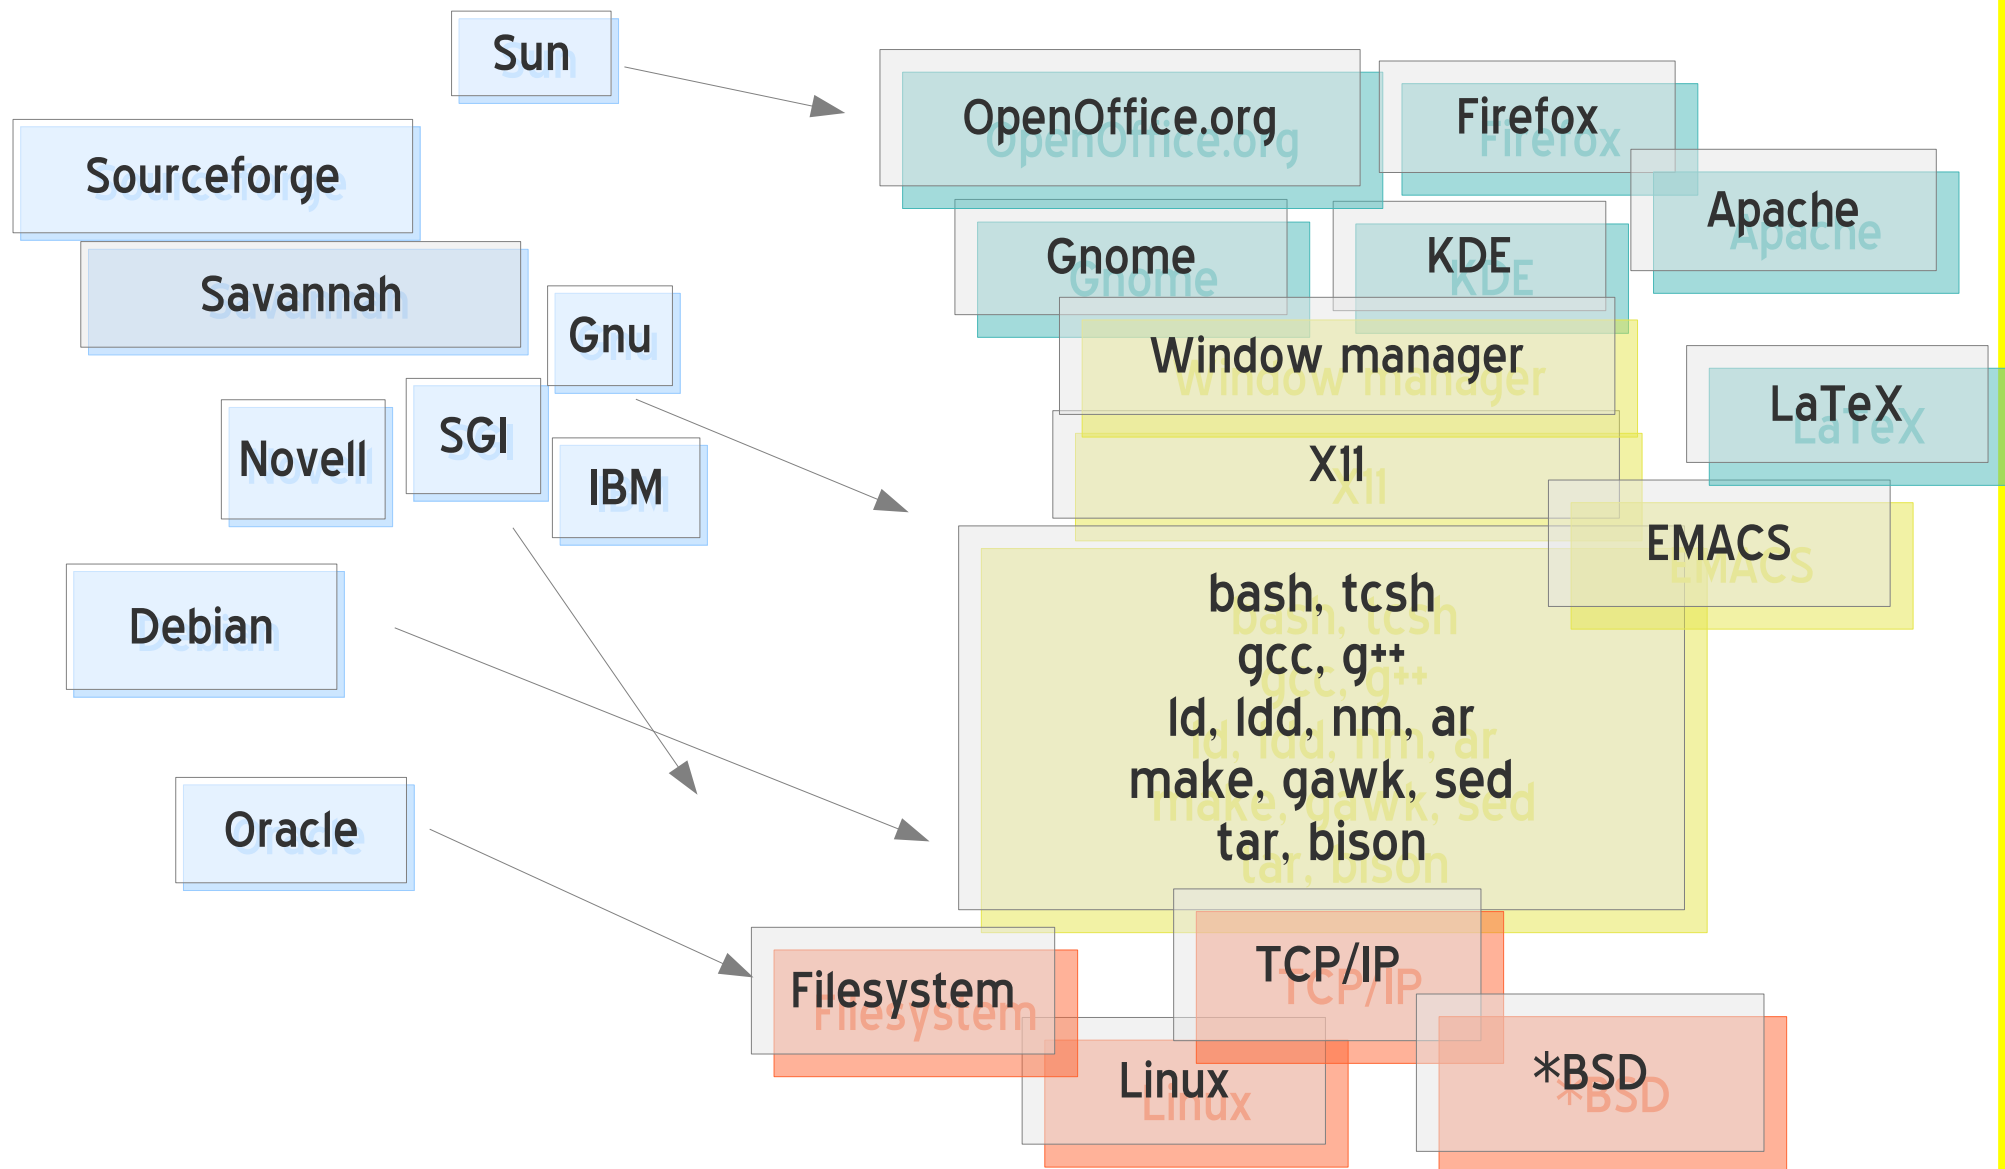 Sun
OpenOffice.org
Firefox
Sourceforge
Apache
Gnome
KDE
Savannah
Gnu
Window manager
LaTeX
Novell
SGI
IBM
X11
EMACS
bash, tcsh
gcc, g++
ld, ldd, nm, ar
make, gawk, sed
tar, bison
Debian
Oracle
Filesystem
TCP/IP
Linux
*BSD